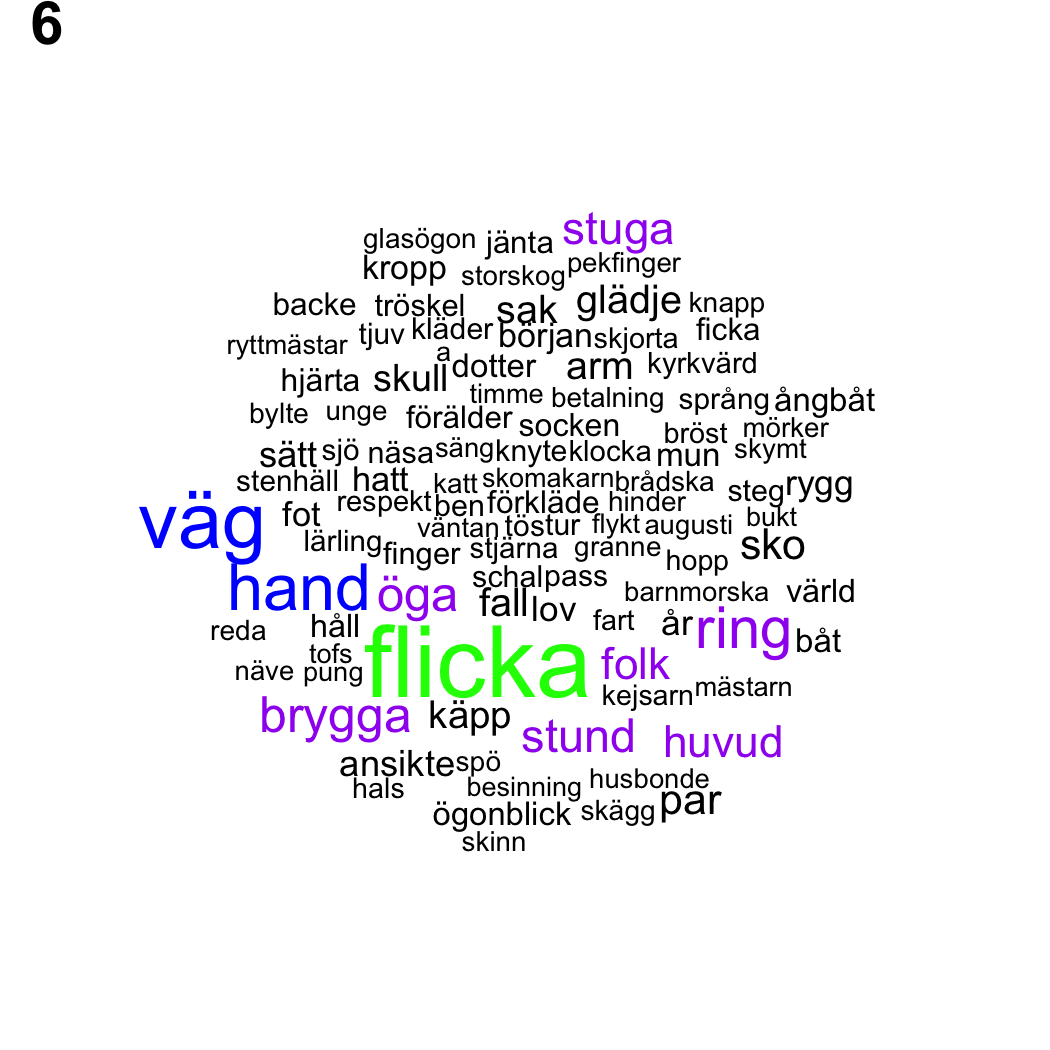 6
glasögon jänta stuga
kropp storskog pekfinger
backe tröskel sak glädje knapp
tjuv kläder början skjorta ficka
ryttmästar a dotter arm kyrkvärd
hjärta skull timme betalning språng ångbåt
bylte unge förälder socken bröst mörker
sätt sjö näsa säng knyte klocka mun skymt
stenhäll hatt katt skomakarn brådska steg rygg
väg fot respekt ben förkläde hinder bukt
väntan töstur flykt augusti
lärling finger stjärna granne hopp sko
hand öga schal pass barnmorska värld
fall lov fart år ring båt
reda håll
tofs flicka folk
näve pung kejsarn mästarn
brygga käpp stund huvud
ansikte spö
hals besinning husbonde
ögonblick skägg par
skinn